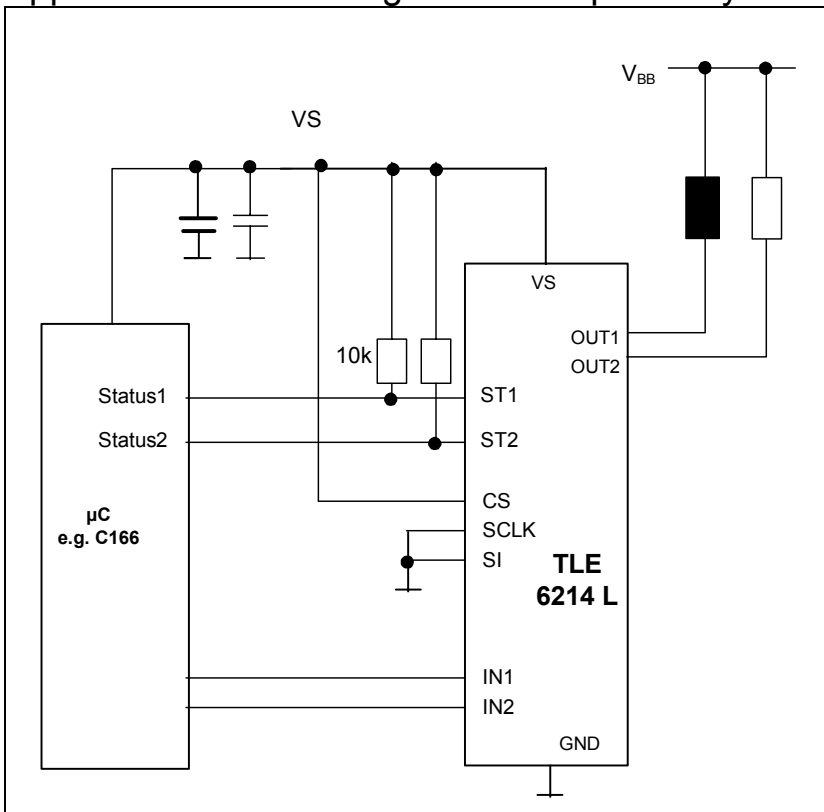 V_BB
VS
VS
OUT1
OUT2
10k
Status1
ST1
Status2
ST2
CS
µC
e.g. C166
SCLK
SI
TLE
6214 L
IN1
IN2
GND